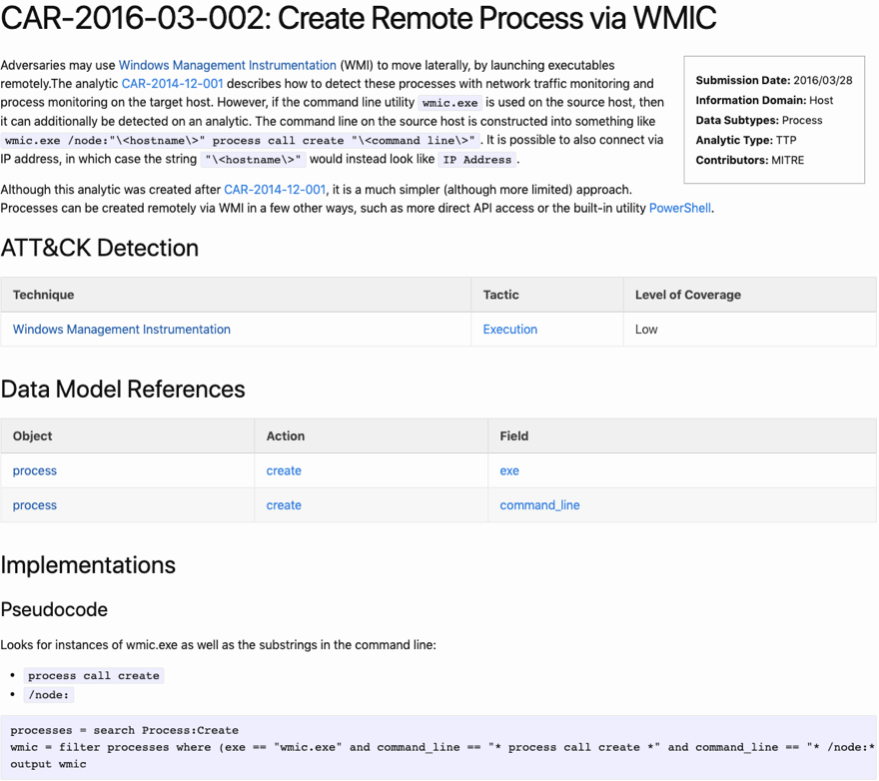 CAR-2016-03-002: Create Remote Process via WMIC
Adversaries may use Windows Management Instrumentation (WMI) to move laterally, by launching executables
remotely.The analytic CAR-2014-12-001 describes how to detect these processes with network traffic monitoring and
process monitoring on the target host. However, if the command line utility wmic.exe is used on the source host, then
it can additionally be detected on an analytic. The command line on the source host is constructed into something like
wmic.exe /node:"\<hostname\>" process call create "\<command line\>". It is possible to also connect via
IP address, in which case the string "\<hostname\>" would instead look like IP Address.
Although this analytic was created after CAR-2014-12-001, it is a much simpler (although more limited) approach.
Processes can be created remotely via WMI in a few other ways, such as more direct API access or the built-in utility PowerShell.
Submission Date: 2016/03/28
Information Domain: Host
Data Subtypes: Process
Analytic Type: TTP
Contributors: MITRE
ATT&CK Detection
Technique Tactic Level of Coverage
Windows Management Instrumentation Execution Low
Data Model References
Object Action Field
process create exe
process create command_line
Implementations
Pseudocode
Looks for instances of wmic.exe as well as the substrings in the command line:
• process call create
• /node:
processes = search Process:Create
wmic = filter processes where (exe == "wmic.exe" and command_line == "* process call create *" and command_line == "* /node:*
output wmic